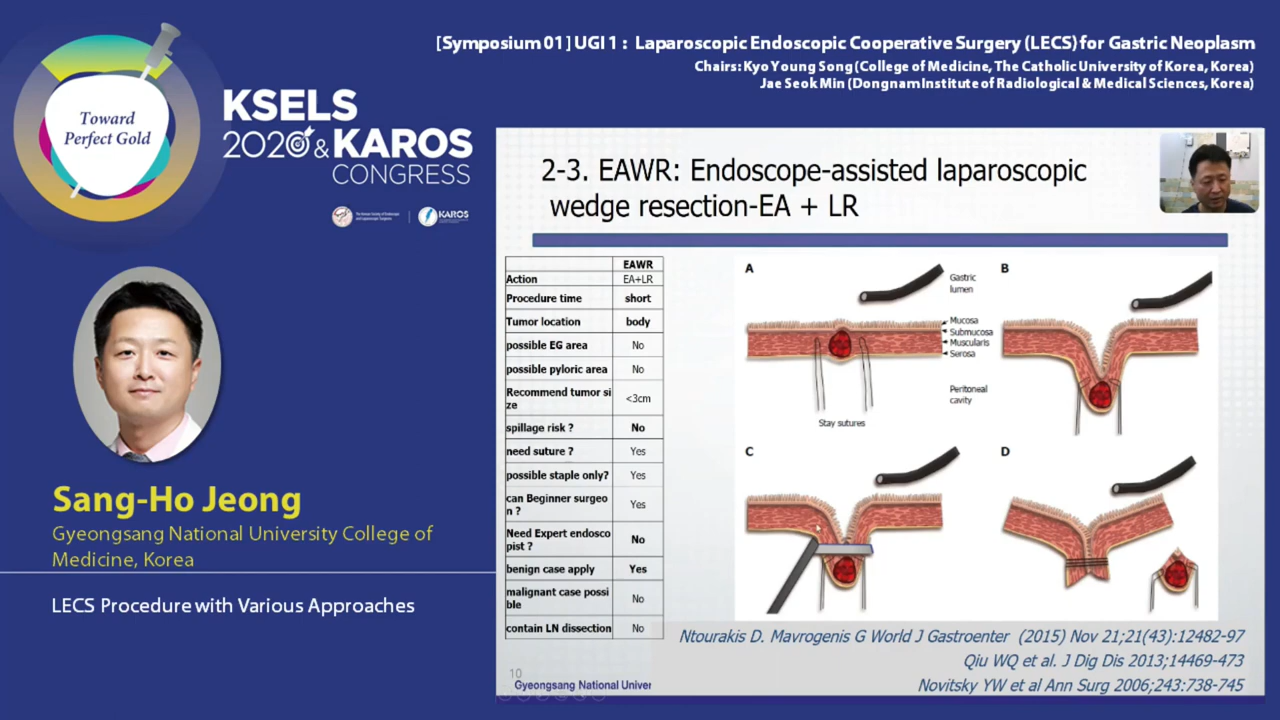 [Symposium 01] UGI 1 : Laparoscopic Endoscopic Cooperative Surgery (LECS) for Gastric Neoplasm
Chairs: Kyo Young Song (College of Medicine, The Catholic University of Korea, Korea)
Jae Seok Min (Dongnam Institute of Radiological & Medical Sciences, Korea)
Toward
Perfect Gold
KSELS
2020 & KAROS
CONGRESS
KAROS
Sang-Ho Jeong
Gyeongsang National University College of
Medicine, Korea
LECS Procedure with Various Approaches
2-3. EAWR: Endoscope-assisted laparoscopic
wedge resection-EA + LR
EAWR
Action EA+LR
Procedure time short
Tumor location body
possible EG area No
possible pyloric area No
Recommend tumor si
ze <3cm
spillage risk ? No
need suture ? Yes
possible staple only? Yes
can Beginner surgeo
n ? Yes
Need Expert endosco
pist ? No
benign case apply Yes
malignant case possi
ble No
contain LN dissection No
A
Gastric
lumen
Mucosa
Submucosa
Muscularis
Serosa
Peritoneal
cavity
Stay sutures
B
C
D
Ntourakis D. Mavrogenis G World J Gastroenter (2015) Nov 21;21(43):12482-97
Qiu WQ et al. J Dig Dis 2013;14469-473
Novitsky YW et al Ann Surg 2006;243:738-745
10
Gyeongsang National Univer